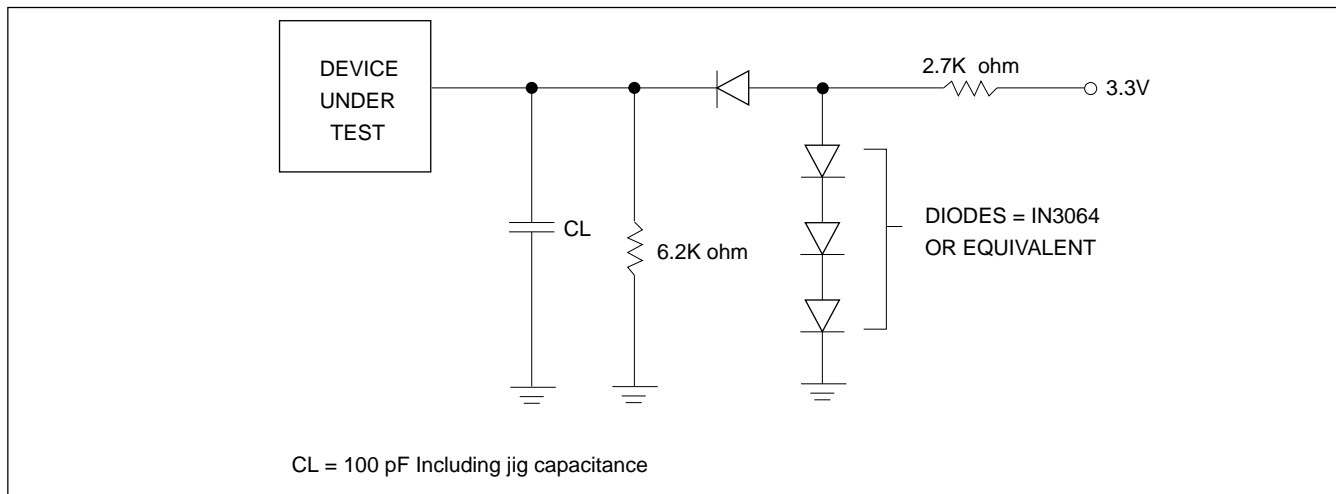 DEVICE
UNDER
TEST
2.7K ohm
3.3V
CL
6.2K ohm
DIODES = IN3064
OR EQUIVALENT
CL = 100 pF Including jig capacitance